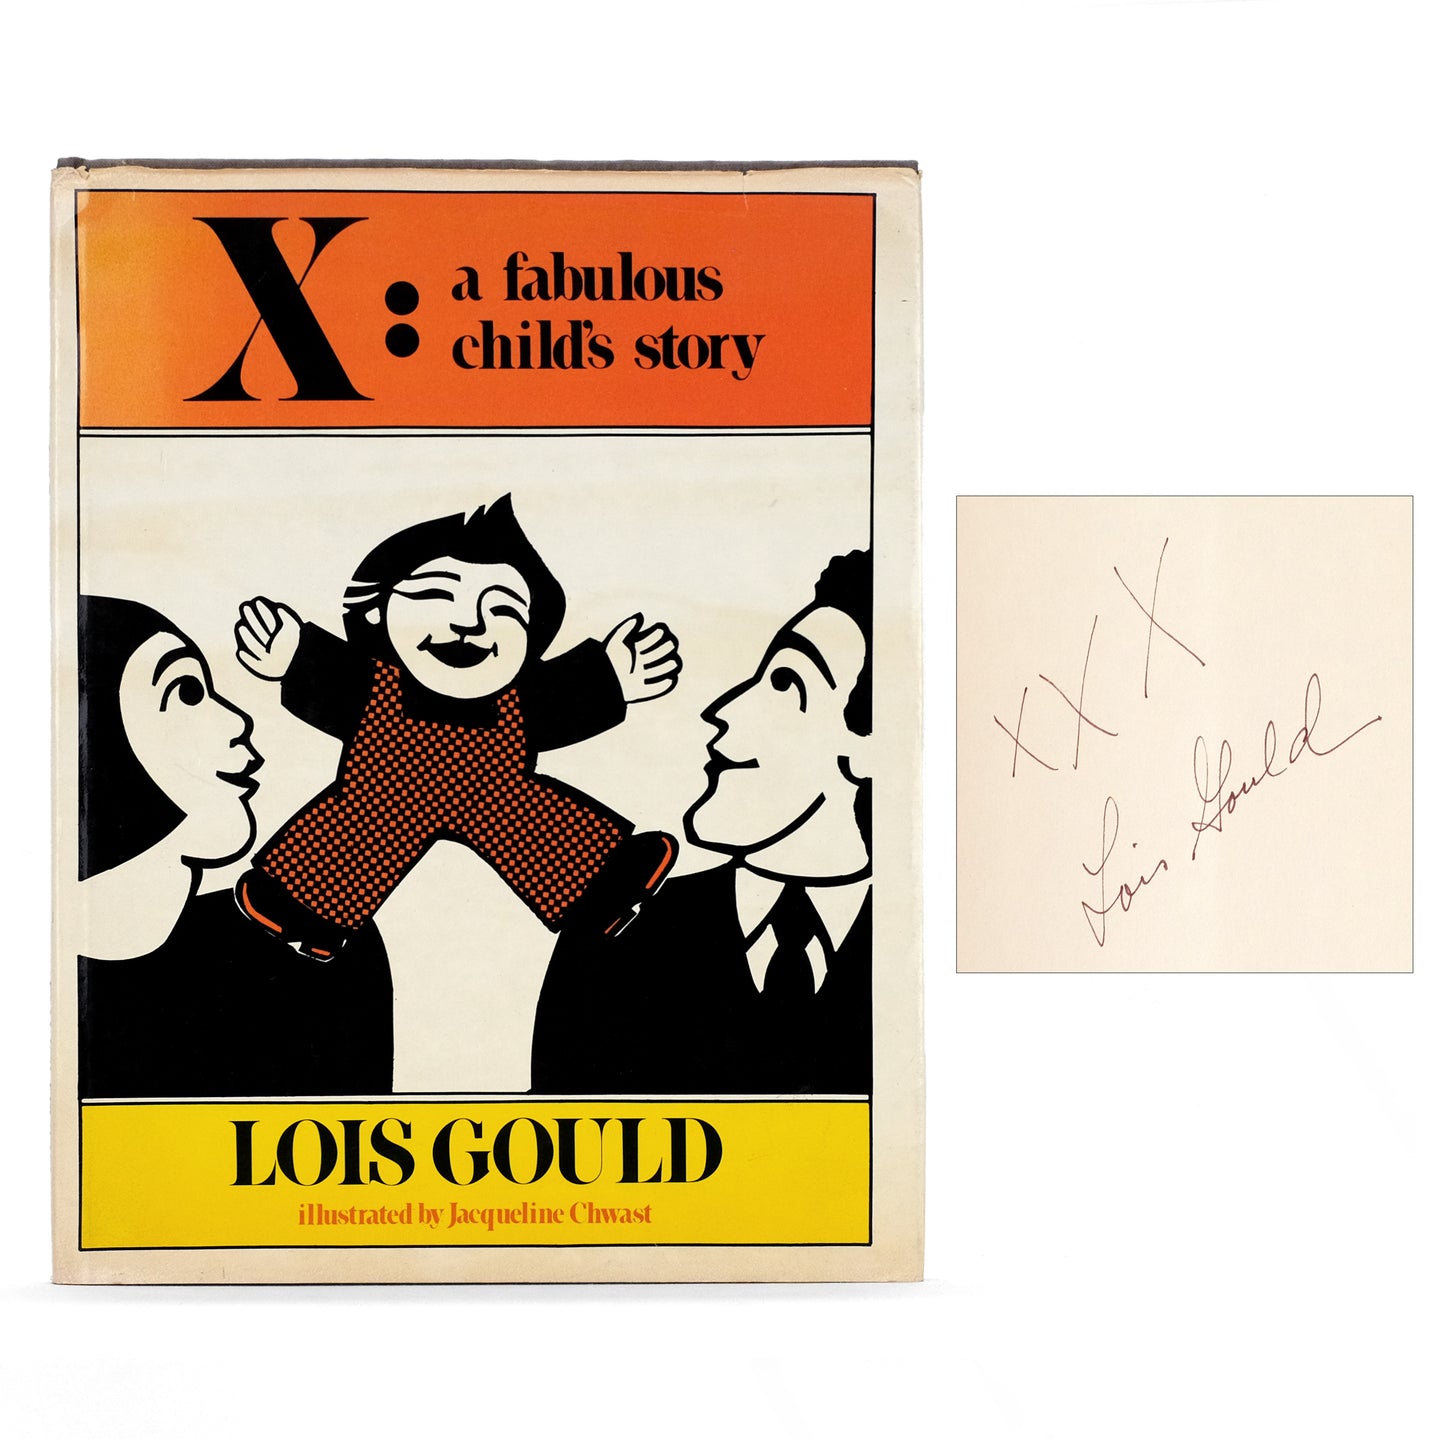 X: a fabulous
child's story
LOIS GOULD
illustrated by Jacqueline Chwast
XXX
Lois Gould